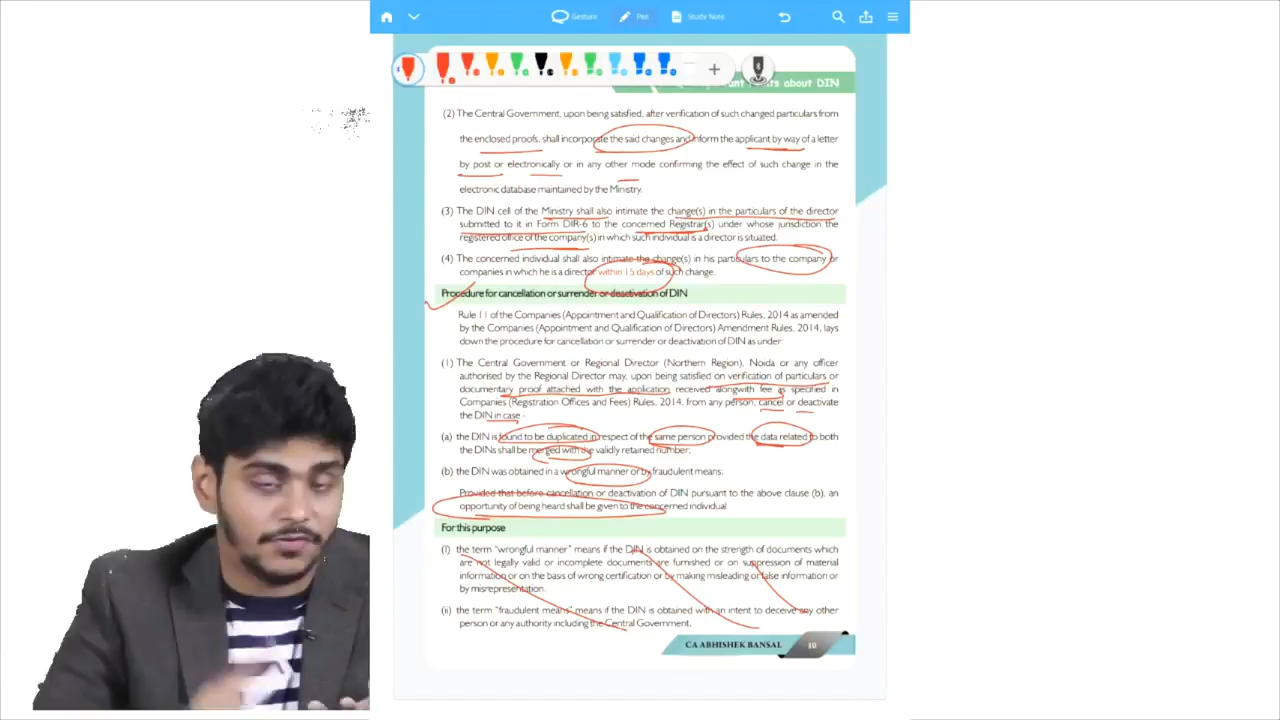 Gesture Pen Study Note
about DIN
(2) The Central Government, upon being satisfied, after verification of such changed particulars from
the enclosed proofs, shall incorporate the said changes and inform the applicant by way of a letter
by post or electronically or in any other mode confirming the effect of such change in the
electronic database maintained by the Ministry.
(3) The DIN cell of the Ministry shall also intimate the change(s) in the particulars of the director
submitted to it in Form DIR-6 to the concerned Registrar(s) under whose jurisdiction the
registered office of the company(s) in which such individual is a director is situated.
(4) The concerned individual shall also intimate the change(s) in his particulars to the company or
companies in which he is a director within 15 days of such change.
Procedure for cancellation or surrender or deactivation of DIN
Rule 11 of the Companies (Appointment and Qualification of Directors) Rules, 2014 as amended
by the Companies (Appointment and Qualification of Directors) Amendment Rules, 2014, lays
down the procedure for cancellation or surrender or deactivation of DIN as under:
(1) The Central Government or Regional Director (Northern Region), Noida or any officer
authorised by the Regional Director may, upon being satisfied on verification of particulars or
documentary proof attached with the application received alongwith fee as specified in
Companies (Registration Offices and Fees) Rules, 2014, from any person, cancel or deactivate
the DIN in case -
(a) the DIN is found to be duplicated in respect of the same person provided the data related to both
the DINs shall be merged with the validly retained number;
(b) the DIN was obtained in a wrongful manner or by fraudulent means;
Provided that before cancellation or deactivation of DIN pursuant to the above clause (b), an
opportunity of being heard shall be given to the concerned individual.
For this purpose
(i) the term "wrongful manner" means if the DIN is obtained on the strength of documents which
are not legally valid or incomplete documents are furnished or on suppression of material
information or on the basis of wrong certification or by making misleading or false information or
by misrepresentation.
(ii) the term "fraudulent means" means if the DIN is obtained with an intent to deceive any other
person or any authority including the Central Government.
CA ABHISHEK BANSAL 10